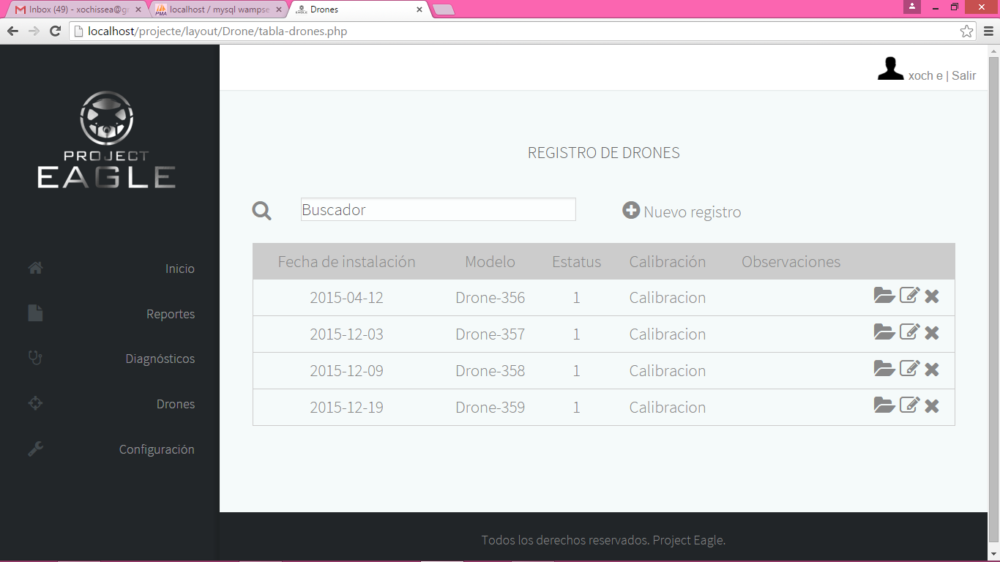 Inbox (49) - xochissea@gr
localhost / mysql wampse
Drones
localhost/projecte/layout/Drone/tabla-drones.php
xoch e | Salir
PROJECT
EAGLE
Inicio
Reportes
Diagnósticos
Drones
Configuración
REGISTRO DE DRONES
Buscador
Nuevo registro
Fecha de instalación Modelo Estatus Calibración Observaciones
2015-04-12 Drone-356 1 Calibracion
2015-12-03 Drone-357 1 Calibracion
2015-12-09 Drone-358 1 Calibracion
2015-12-19 Drone-359 1 Calibracion
Todos los derechos reservados. Project Eagle.